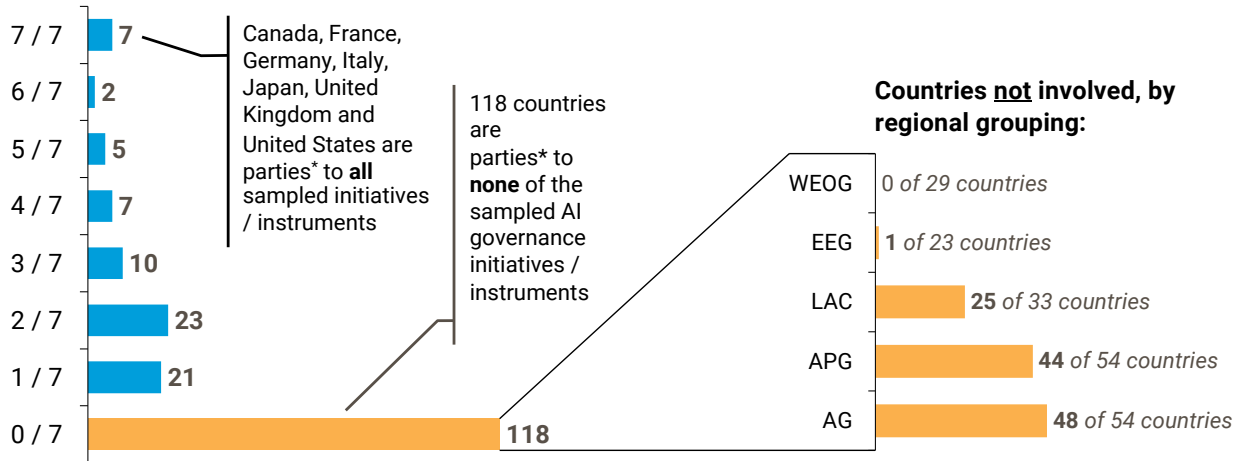 7 / 7
7
Canada, France,
Germany, Italy,
Japan, United
Kingdom and
United States are
parties* to all
sampled initiatives
/ instruments
6 / 7
2
5 / 7
5
4 / 7
7
3 / 7
10
2 / 7
23
1 / 7
21
0 / 7
118
118 countries
are
parties* to
none of the
sampled AI
governance
initiatives /
instruments
Countries not involved, by
regional grouping:
WEOG 0 of 29 countries
EEG 1 of 23 countries
LAC 25 of 33 countries
APG 44 of 54 countries
AG 48 of 54 countries